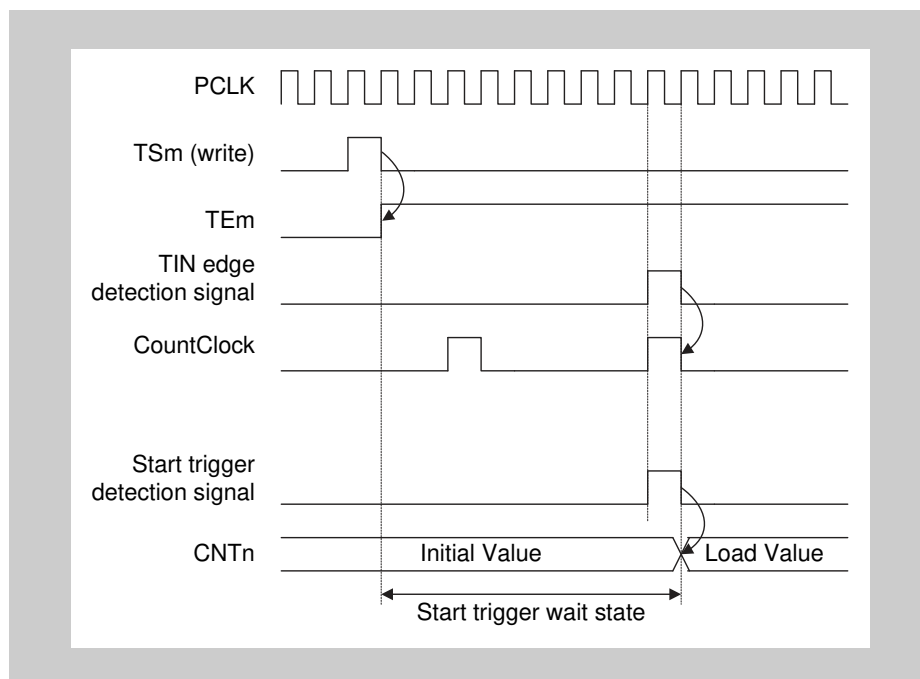 PCLK
TSm (write)
TEm
TIN edge
detection signal
CountClock
Start trigger
detection signal
CNTn
Initial Value
Load Value
Start trigger wait state